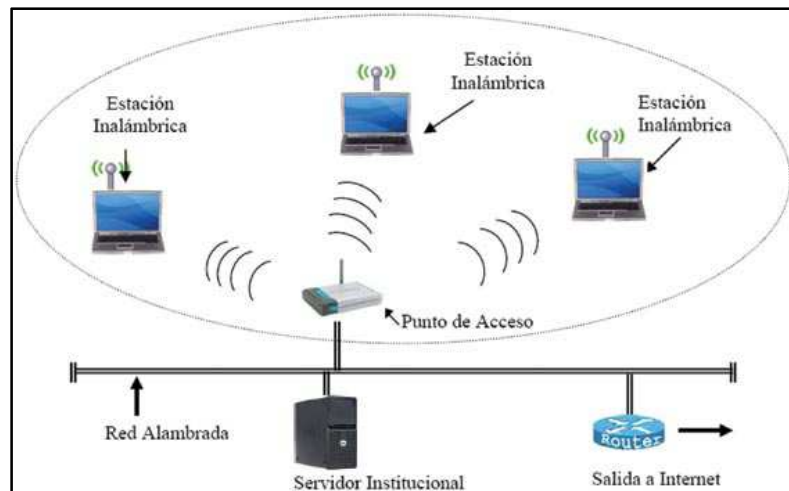 Estación
Inalámbrica
Estación
Inalámbrica
Estación
Inalámbrica
Punto de Acceso
Red Alambrada
Servidor Institucional
Router
Salida a Internet